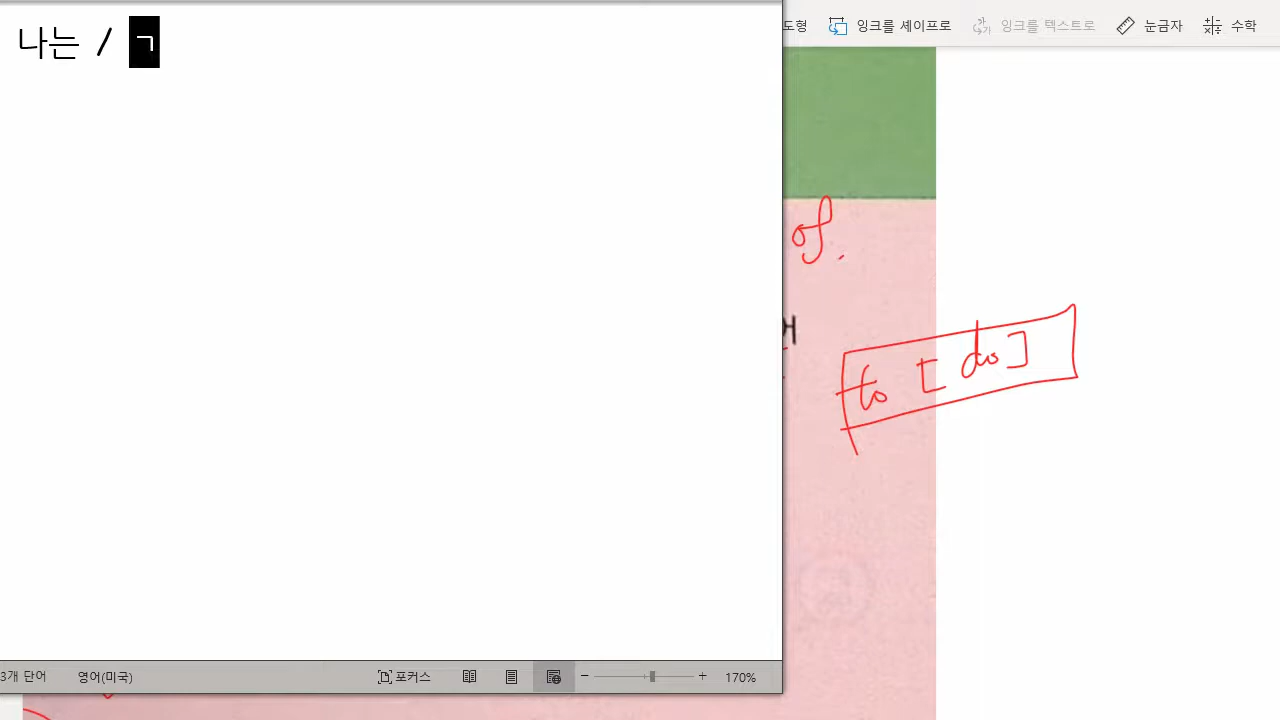 나는 / ㄱ
도형 잉크를 셰이프로 잉크를 텍스트로 눈금자 수학
of.
to [do]
3개 단어 영어(미국) 포커스 170%